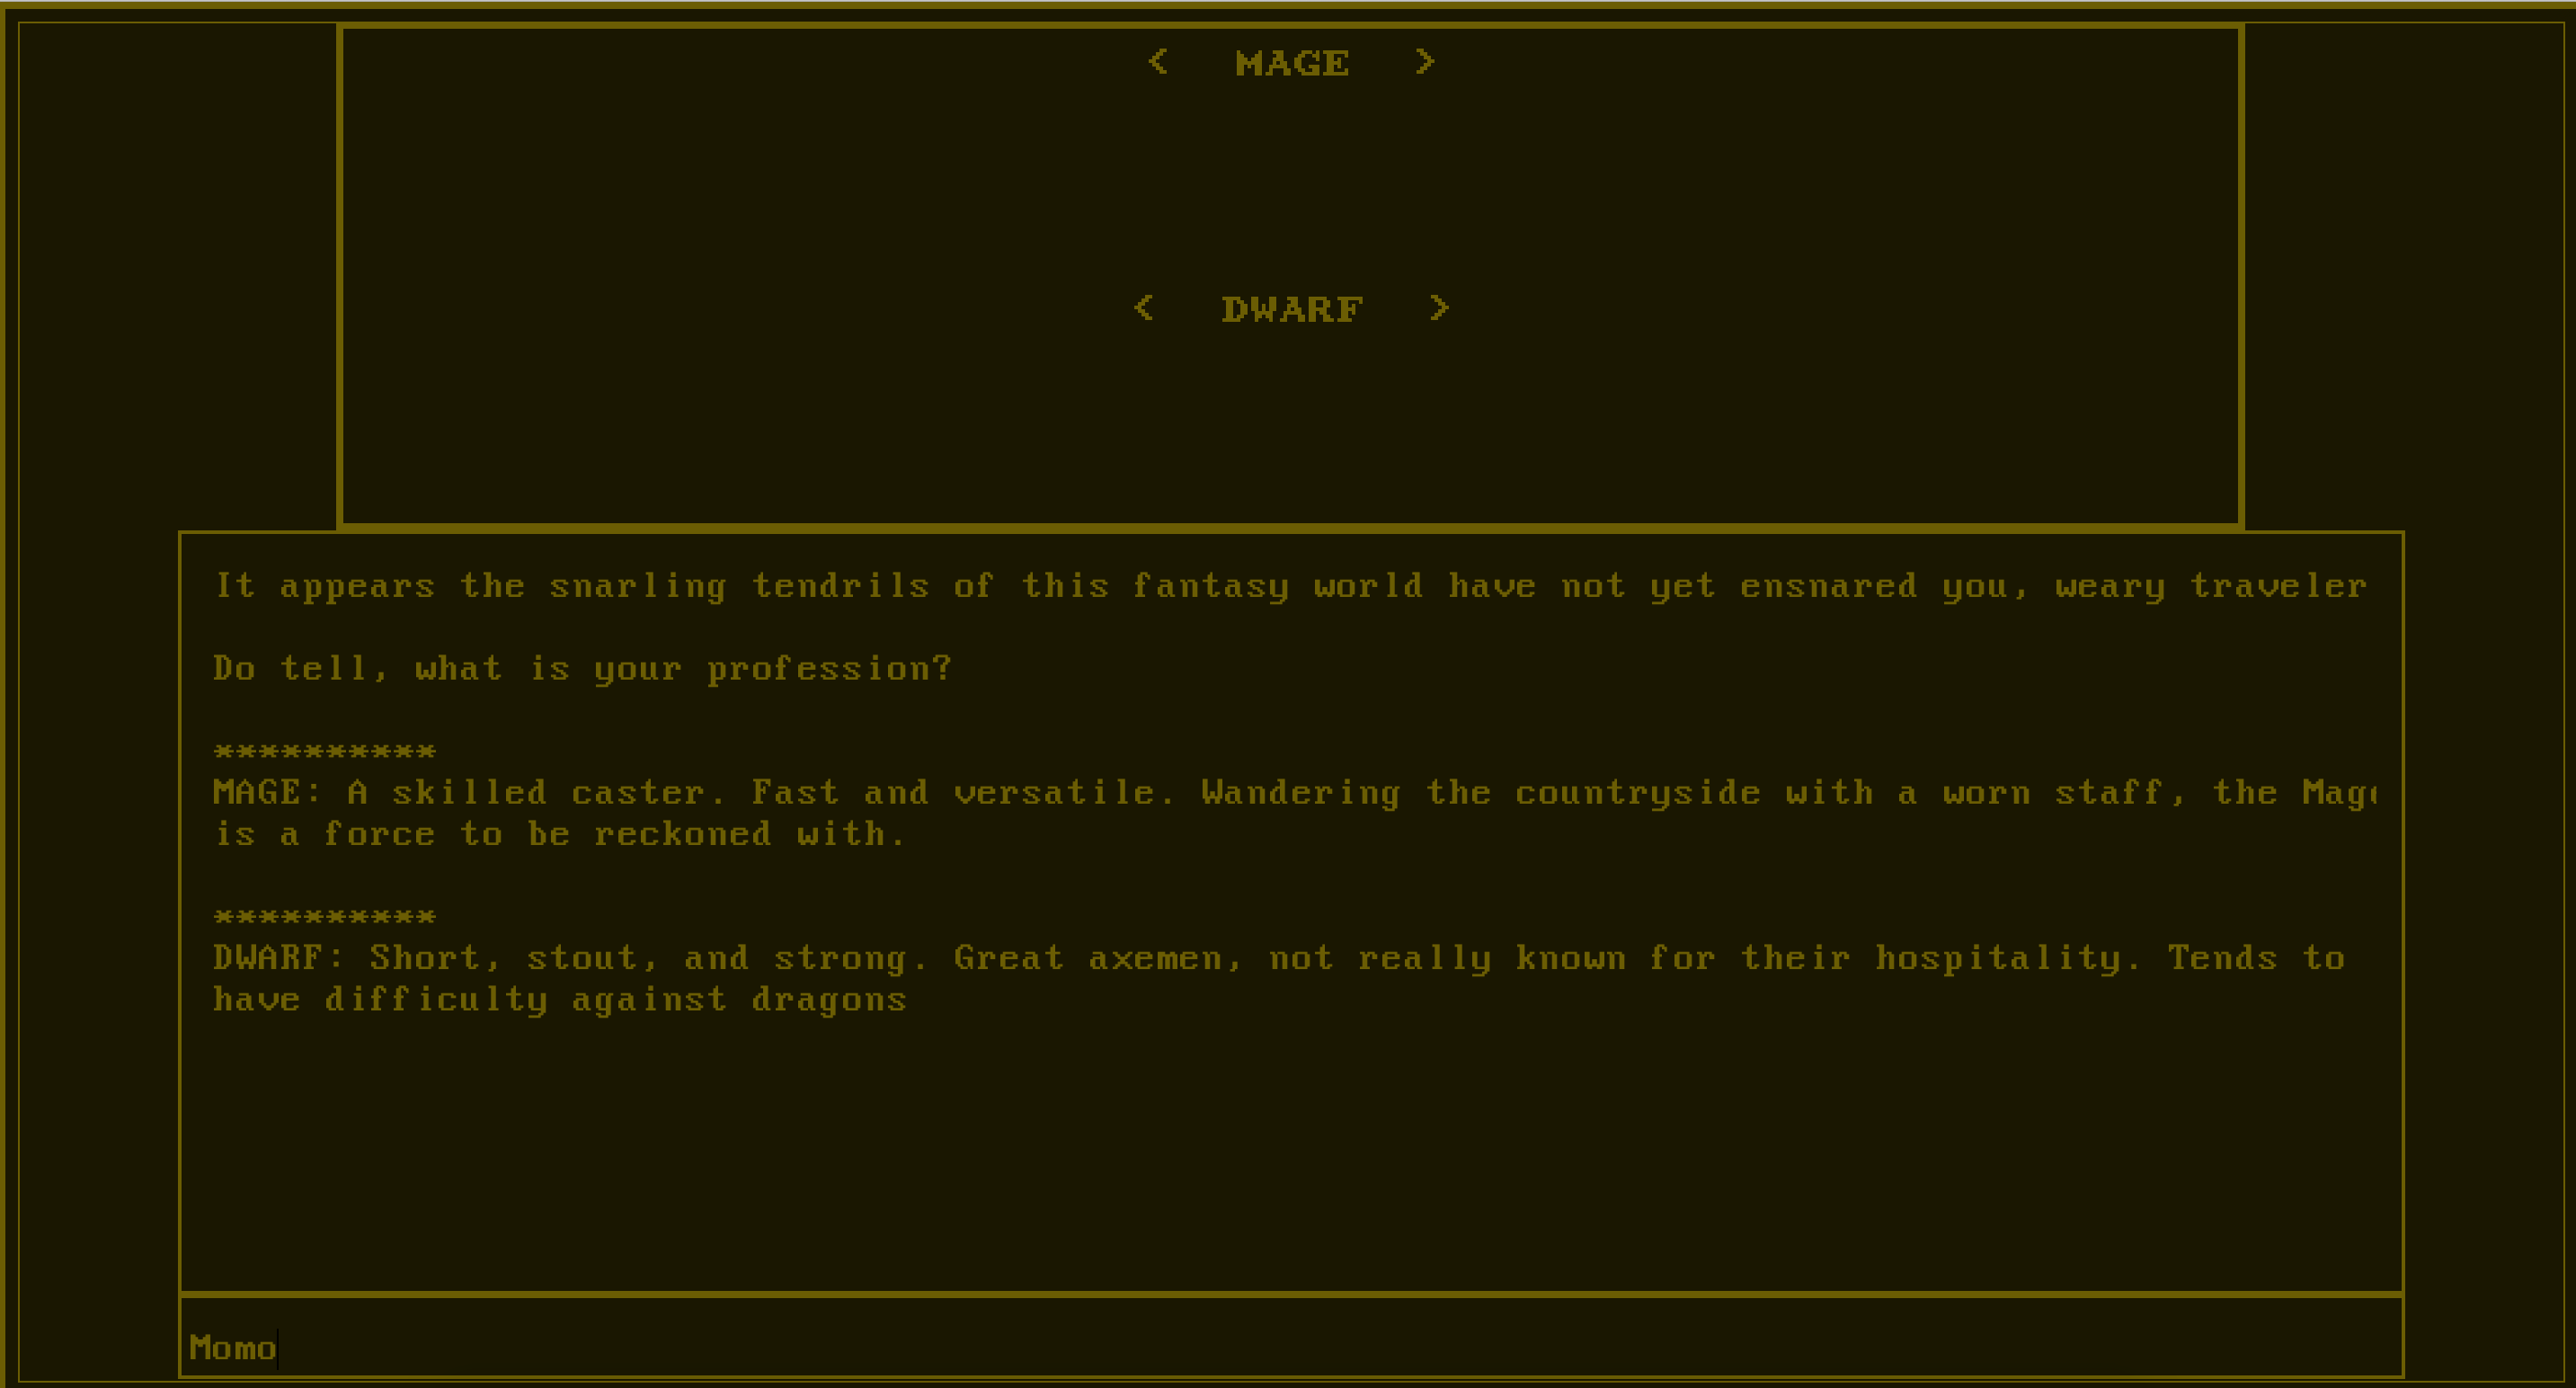 < MAGE >
< DWARF >
It appears the snarling tendrils of this fantasy world have not yet ensnared you, weary traveler
Do tell, what is your profession?
**********
MAGE: A skilled caster. Fast and versatile. Wandering the countryside with a worn staff, the Mage
is a force to be reckoned with.
**********
DWARF: Short, stout, and strong. Great axemen, not really known for their hospitality. Tends to
have difficulty against dragons
Momo